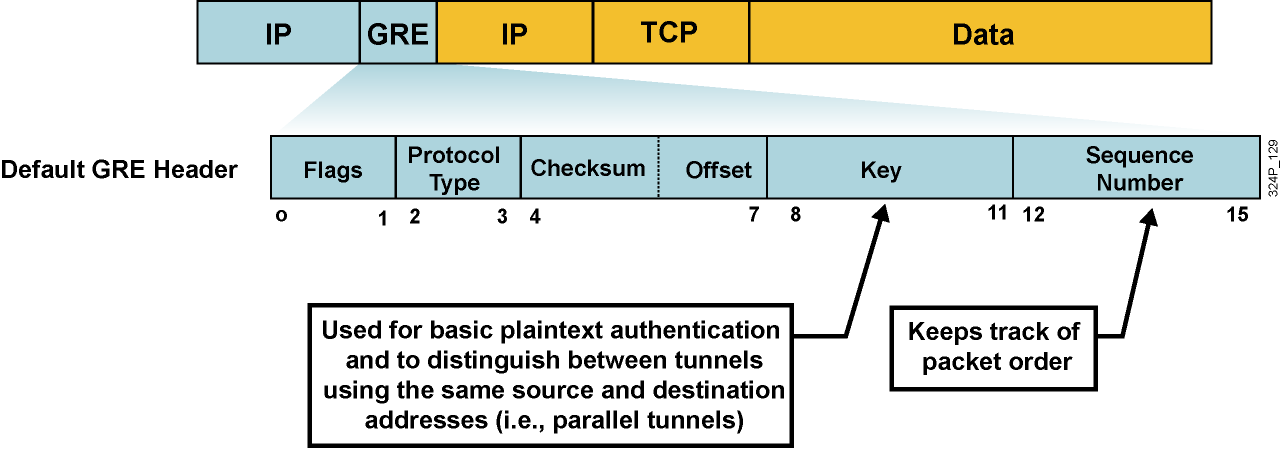 IP GRE IP TCP Data
Default GRE Header
Flags
Protocol
Type
Checksum
Offset
Key
Sequence
Number
324P_129
o 1 2 3 4 7 8 11 12 15
Used for basic plaintext authentication
and to distinguish between tunnels
using the same source and destination
addresses (i.e., parallel tunnels)
Keeps track of
packet order